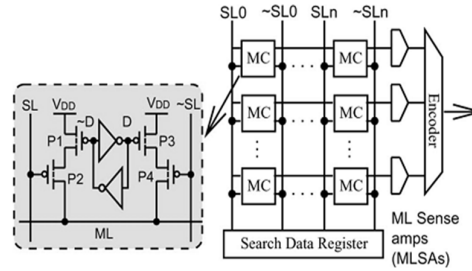 SL0 ~SL0 SLn ~SLn
MC MC
MC MC
MC MC
Encoder
Search Data Register
ML Sense
amps
(MLSAs)
SL VDD VDD ~SL
~D D
P1 P3
P2 P4
ML